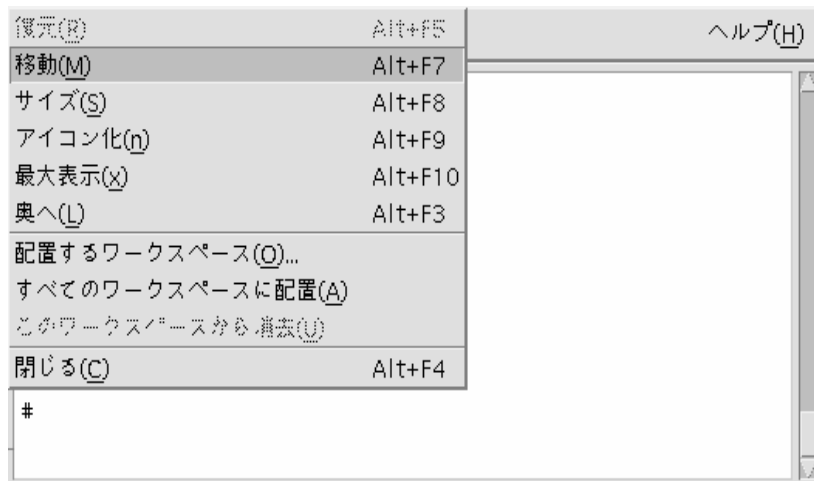 復元(R) Alt+F5
ヘルプ(H)
移動(M) Alt+F7
サイズ(S) Alt+F8
アイコン化(n) Alt+F9
最大表示(x) Alt+F10
奥へ(L) Alt+F3
配置するワークスペース(O)...
すべてのワークスペースに配置(A)
このワークスペースから消去(U)
閉じる(C) Alt+F4
#